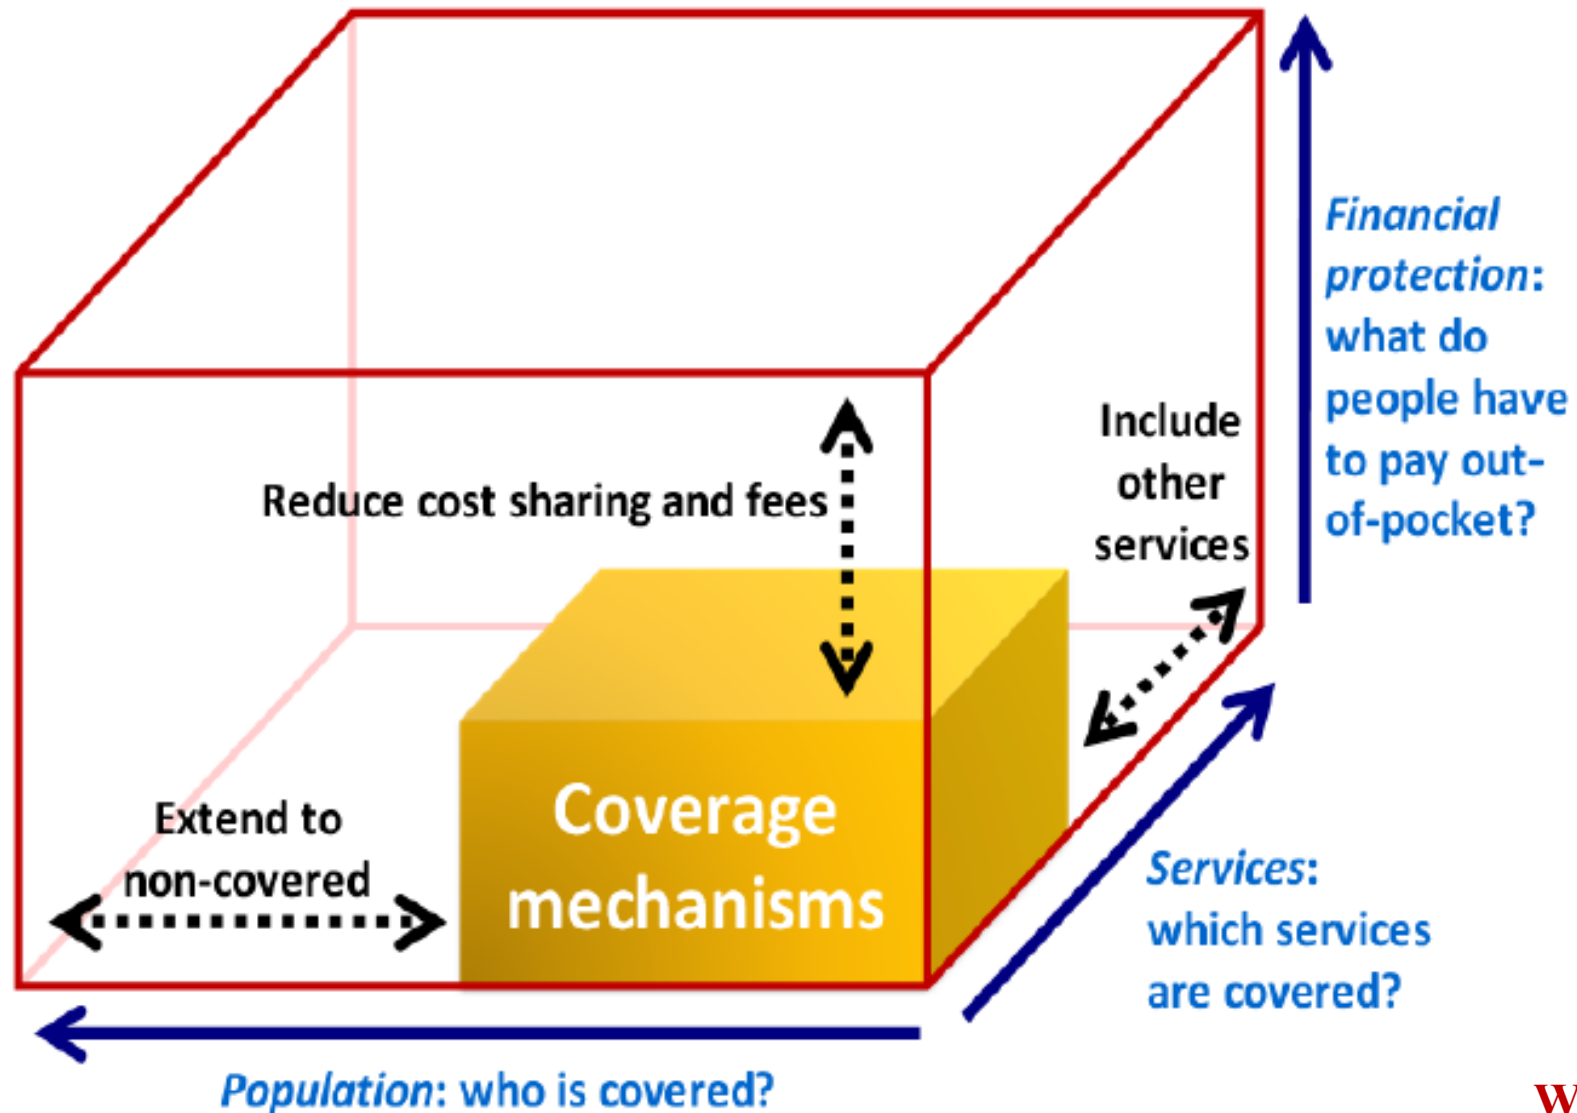 Financial
protection:
what do
people have
to pay out-
of-pocket?
Include
other
services
Reduce cost sharing and fees
Extend to
non-covered
Coverage
mechanisms
Services:
which services
are covered?
Population: who is covered?